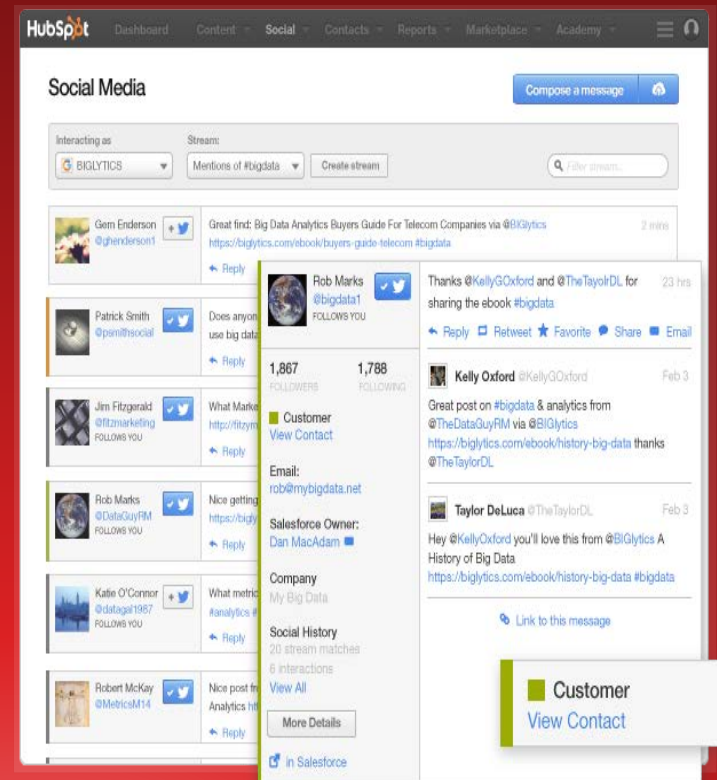 HubSpot Dashboard Content Social Contacts Reports Marketplace Academy
Social Media
Compose a message
Interacting as
Stream:
BIGLYTICS
Mentions of #bigdata
Create stream
Filter stream...
Gem Enderson
@ghenderson1
Great find: Big Data Analytics Buyers Guide For Telecom Companies via @BIGlytics
2 mins
https://biglytics.com/ebook/buyers-guide-telecom #bigdata
Reply
Patrick Smith
@psmithsocial
Does anyon
use big data
Reply
Jim Fitzgerald
@fitzmarketing
FOLLOWS YOU
What Marke
http://fitzym
Reply
Rob Marks
@DataGuyRM
FOLLOWS YOU
Nice getting
https://bigly
Reply
Katie O'Connor
@datagal1987
FOLLOWS YOU
What metric
#analytics #
Reply
Robert McKay
@MetricsM14
Nice post fr
Analytics htt
Reply
Rob Marks
@bigdata1
FOLLOWS YOU
1,867 1,788
FOLLOWERS FOLLOWING
Customer
View Contact
Email:
rob@mybigdata.net
Salesforce Owner:
Dan MacAdam
Company
My Big Data
Social History
20 stream matches
6 interactions
View All
More Details
in Salesforce
Thanks @KellyGOxford and @TheTayolrDL for
23 hrs
sharing the ebook #bigdata
Reply Retweet Favorite Share Email
Kelly Oxford @KellyGOxford Feb 3
Great post on #bigdata & analytics from
@TheDataGuyRM via @BIGlytics
https://biglytics.com/ebook/history-big-data thanks
@TheTaylorDL
Taylor DeLuca @TheTaylorDL Feb 3
Hey @KellyOxford you'll love this from @BIGlytics A
History of Big Data
https://biglytics.com/ebook/history-big-data #bigdata
Link to this message
Customer
View Contact